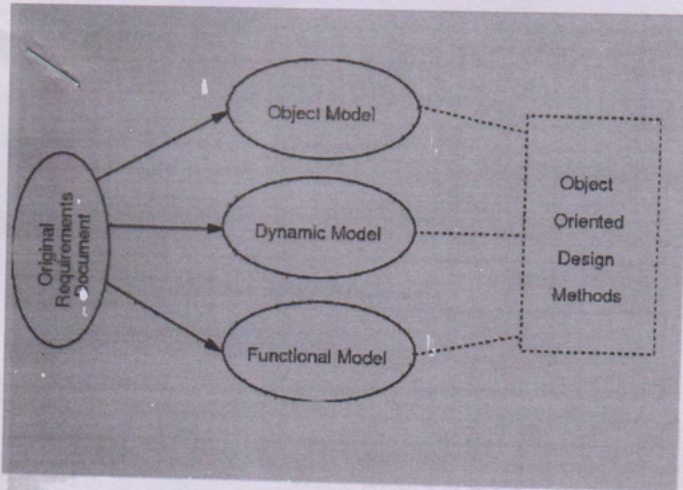 Original
Requirements
Document
Object Model
Dynamic Model
Functional Model
Object
Oriented
Design
Methods